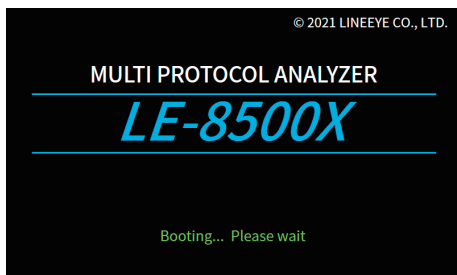 © 2021 LINEEYE CO., LTD.
MULTI PROTOCOL ANALYZER
LE-8500X
Booting... Please wait